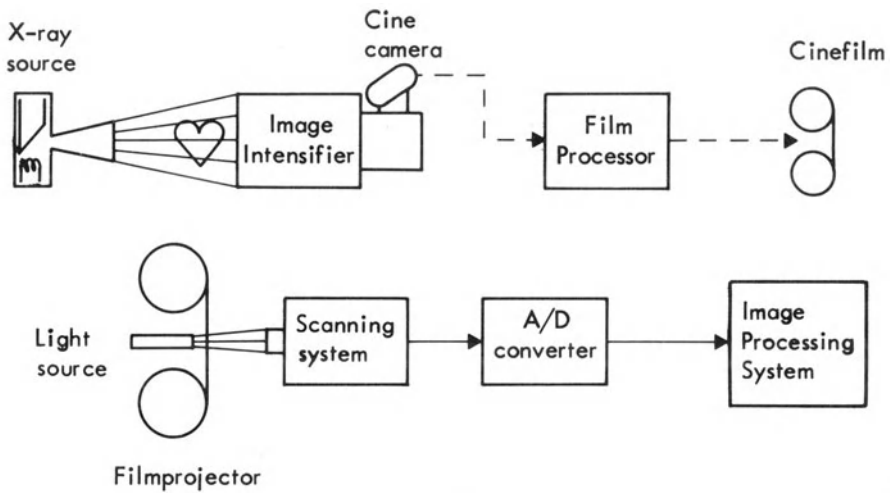 X-ray
source
Cine
camera
Cinefilm
Image
Intensifier
Film
Processor
Light
source
Scanning
system
A/D
converter
Image
Processing
System
Filmprojector